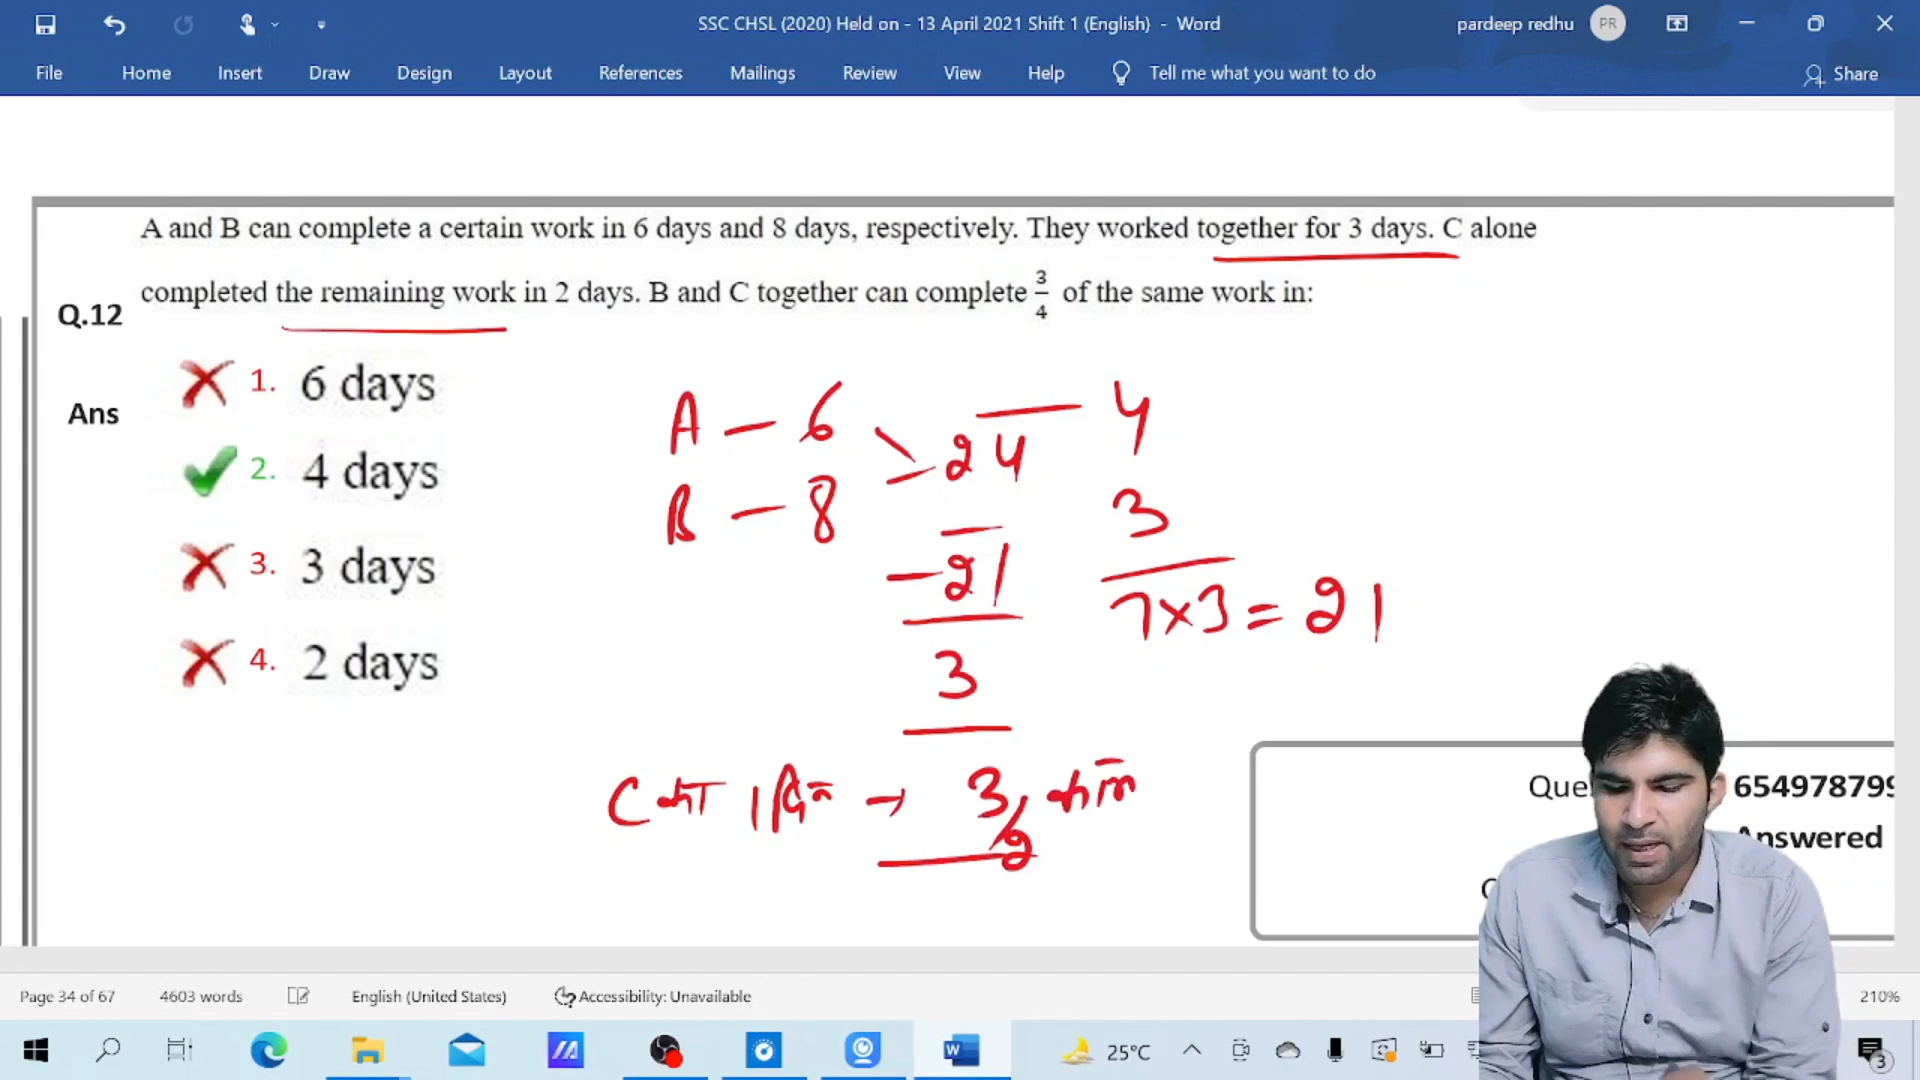 SSC CHSL (2020) Held on - 13 April 2021 Shift 1 (English) - Word
pardeep redhu PR
File Home Insert Draw Design Layout References Mailings Review View Help Tell me what you want to do Share
A and B can complete a certain work in 6 days and 8 days, respectively. They worked together for 3 days. C alone
completed the remaining work in 2 days. B and C together can complete 3/4 of the same work in:
Q.12
Ans
1. 6 days
2. 4 days
3. 3 days
4. 2 days
A – 6
B – 8
24
4
3
7×3 = 21
–21
3
C का 1 दिन → 3/2 काम
Que
654978799
Answered
Page 34 of 67 4603 words English (United States) Accessibility: Unavailable 210%
25°C
3